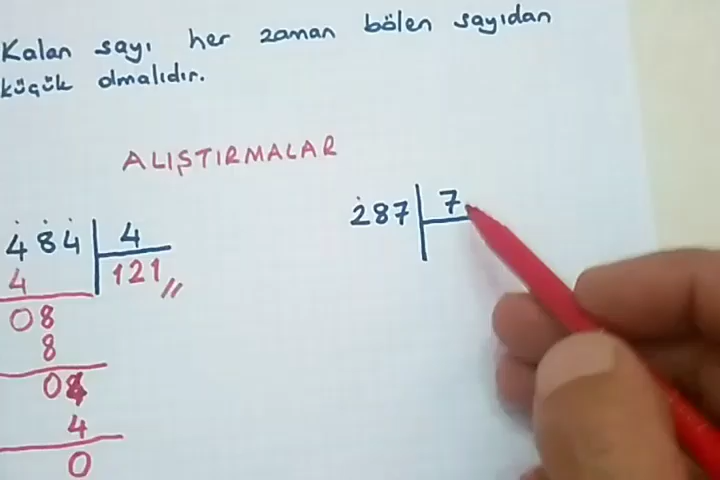 Kalan sayı her zaman bölen sayıdan
küçük olmalıdır.
ALIŞTIRMALAR
484 4
4 121
08
8
04
4
0
287 7